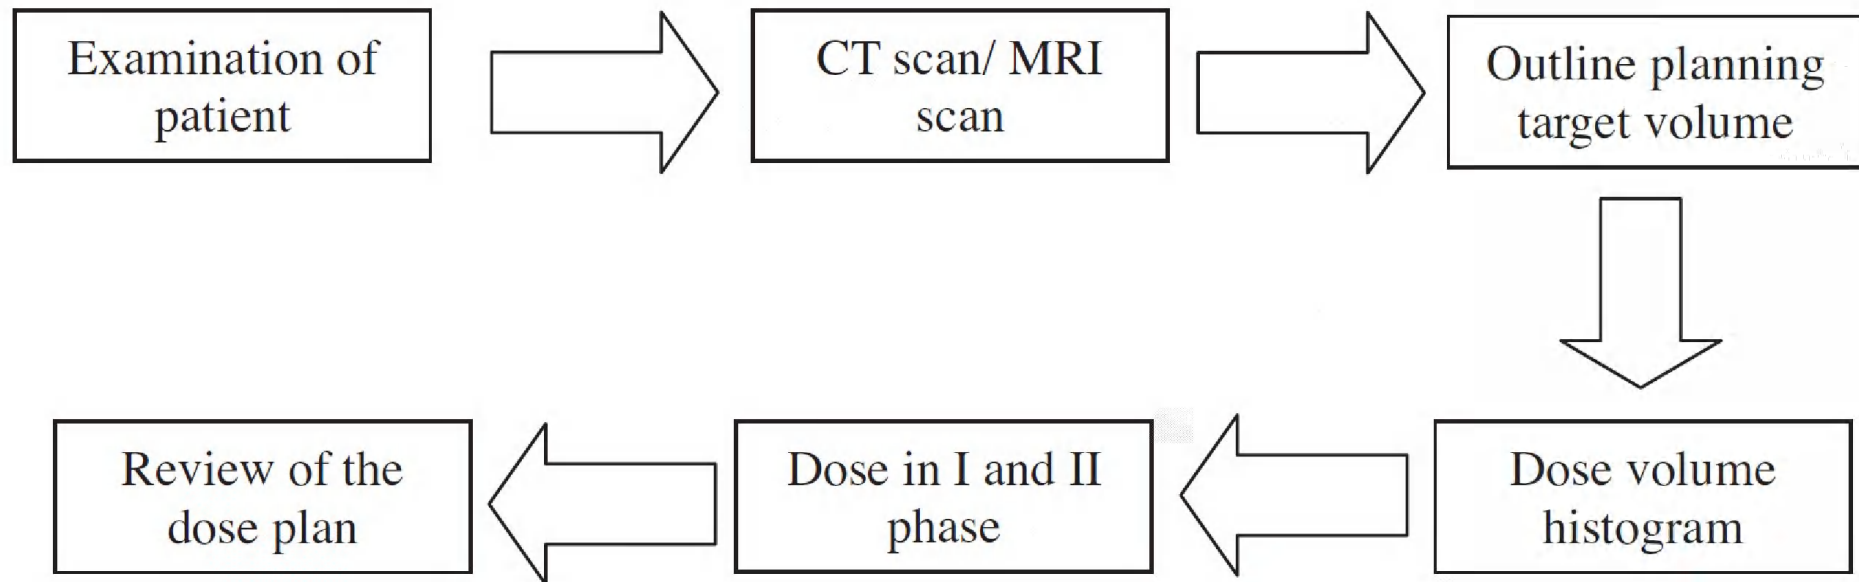 Examination of
patient
CT scan/ MRI
scan
Outline planning
target volume
Dose volume
histogram
Dose in I and II
phase
Review of the
dose plan